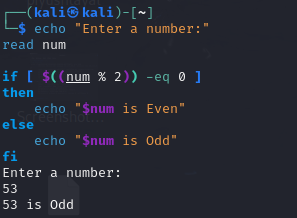 ┌──(kali㉿kali)-[~]
└─$ echo "Enter a number:"
read num
if [ $((num % 2)) -eq 0 ]
then
    echo "$num is Even"
else
    echo "$num is Odd"
fi
Enter a number:
53
53 is Odd